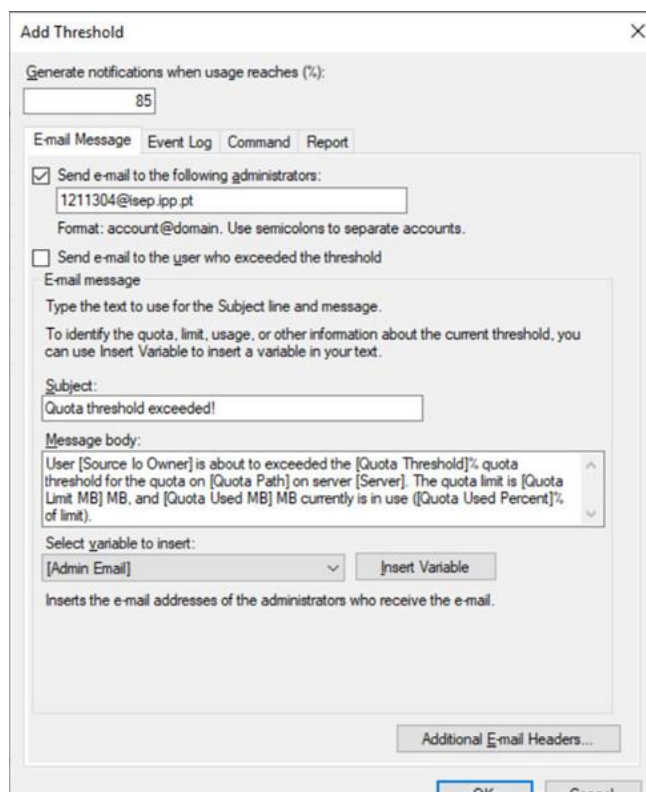 Add Threshold
Generate notifications when usage reaches (%):
85
E-mail Message Event Log Command Report
Send e-mail to the following administrators:
1211304@isep.ipp.pt
Format: account@domain. Use semicolons to separate accounts.
Send e-mail to the user who exceeded the threshold
E-mail message
Type the text to use for the Subject line and message.
To identify the quota, limit, usage, or other information about the current threshold, you
can use Insert Variable to insert a variable in your text.
Subject:
Quota threshold exceeded!
Message body:
User [Source Io Owner] is about to exceeded the [Quota Threshold]% quota
threshold for the quota on [Quota Path] on server [Server]. The quota limit is [Quota
Limit MB] MB, and [Quota Used MB] MB currently is in use ([Quota Used Percent]%
of limit).
Select variable to insert:
[Admin Email] Insert Variable
Inserts the e-mail addresses of the administrators who receive the e-mail.
Additional E-mail Headers...
OK Cancel